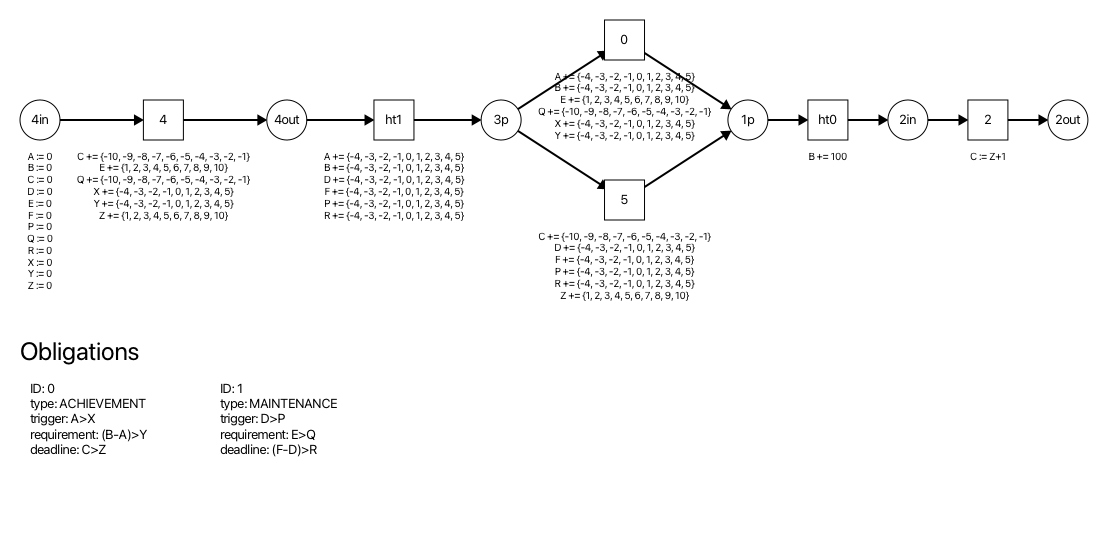 0
A += {-4, -3, -2, -1, 0, 1, 2, 3, 4, 5}
B += {-4, -3, -2, -1, 0, 1, 2, 3, 4, 5}
E += {1, 2, 3, 4, 5, 6, 7, 8, 9, 10}
Q += {-10, -9, -8, -7, -6, -5, -4, -3, -2, -1}
X += {-4, -3, -2, -1, 0, 1, 2, 3, 4, 5}
Y += {-4, -3, -2, -1, 0, 1, 2, 3, 4, 5}
4in
4
4out
ht1
3p
1p
ht0
2in
2
2out
A := 0
B := 0
C := 0
D := 0
E := 0
F := 0
P := 0
Q := 0
R := 0
X := 0
Y := 0
Z := 0
C += {-10, -9, -8, -7, -6, -5, -4, -3, -2, -1}
E += {1, 2, 3, 4, 5, 6, 7, 8, 9, 10}
Q += {-10, -9, -8, -7, -6, -5, -4, -3, -2, -1}
X += {-4, -3, -2, -1, 0, 1, 2, 3, 4, 5}
Y += {-4, -3, -2, -1, 0, 1, 2, 3, 4, 5}
Z += {1, 2, 3, 4, 5, 6, 7, 8, 9, 10}
A += {-4, -3, -2, -1, 0, 1, 2, 3, 4, 5}
B += {-4, -3, -2, -1, 0, 1, 2, 3, 4, 5}
D += {-4, -3, -2, -1, 0, 1, 2, 3, 4, 5}
F += {-4, -3, -2, -1, 0, 1, 2, 3, 4, 5}
P += {-4, -3, -2, -1, 0, 1, 2, 3, 4, 5}
R += {-4, -3, -2, -1, 0, 1, 2, 3, 4, 5}
B += 100
C := Z+1
5
C += {-10, -9, -8, -7, -6, -5, -4, -3, -2, -1}
D += {-4, -3, -2, -1, 0, 1, 2, 3, 4, 5}
F += {-4, -3, -2, -1, 0, 1, 2, 3, 4, 5}
P += {-4, -3, -2, -1, 0, 1, 2, 3, 4, 5}
R += {-4, -3, -2, -1, 0, 1, 2, 3, 4, 5}
Z += {1, 2, 3, 4, 5, 6, 7, 8, 9, 10}
Obligations
ID: 0
type: ACHIEVEMENT
trigger: A>X
requirement: (B-A)>Y
deadline: C>Z
ID: 1
type: MAINTENANCE
trigger: D>P
requirement: E>Q
deadline: (F-D)>R